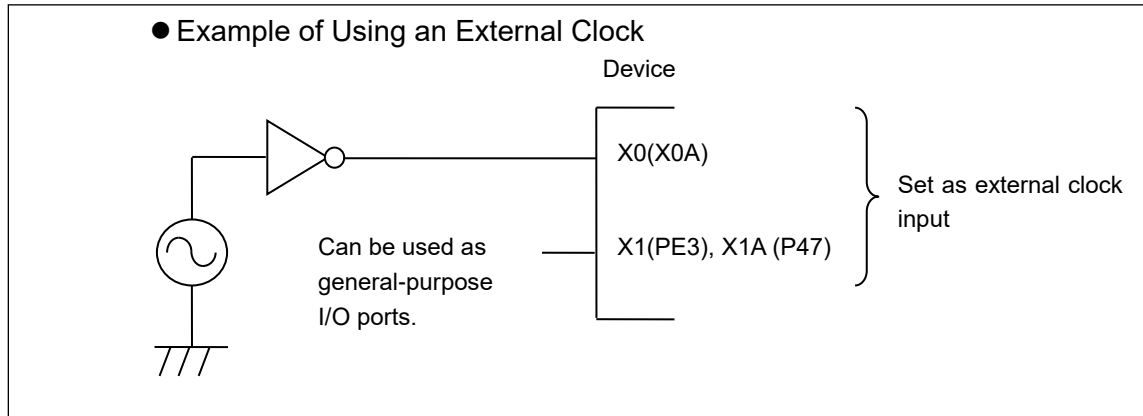 ● Example of Using an External Clock
Device
X0(X0A)
Set as external clock
input
Can be used as
general-purpose
I/O ports.
X1(PE3), X1A (P47)